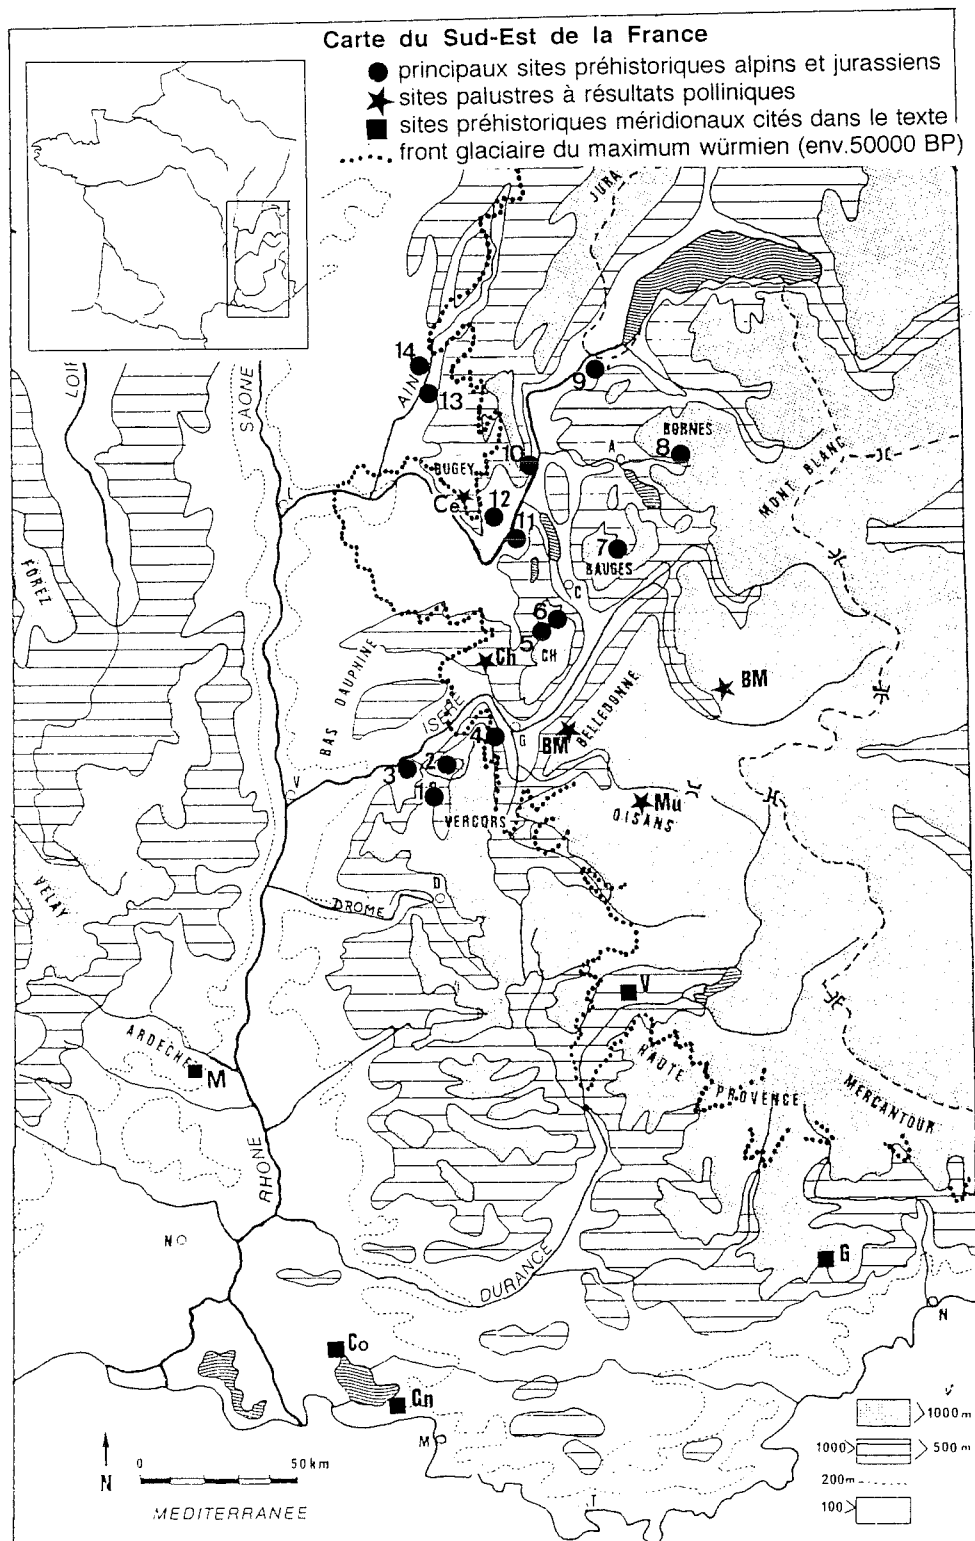 Carte du Sud-Est de la France
principaux sites préhistoriques alpins et jurassiens
sites palustres à résultats polliniques
sites préhistoriques méridionaux cités dans le texte
front glaciaire du maximum würmien (env.50000 BP)
JURA
LOI
SAONE
14
AIN
13
9
BORNES
8
A
10
BUGEY
Ce
12
11
L
MONT BLANC
7
BAUGES
C
FOREZ
6
5
CH
Ch
BM
BAS DAUPHINE
ISERE
BELLEDONNE
G
4
BM
2
3
V
Mu
OISANS
VERCORS
D
DROME
VELAY
V
ARDECHE
M
HAUTE
PROVENCE
MERCANTOUR
RHONE
N
DURANCE
G
N
Co
Cn
M
T
>1000 m
1000> >500 m
200m
100>
N
0 50 km
MEDITERRANEE